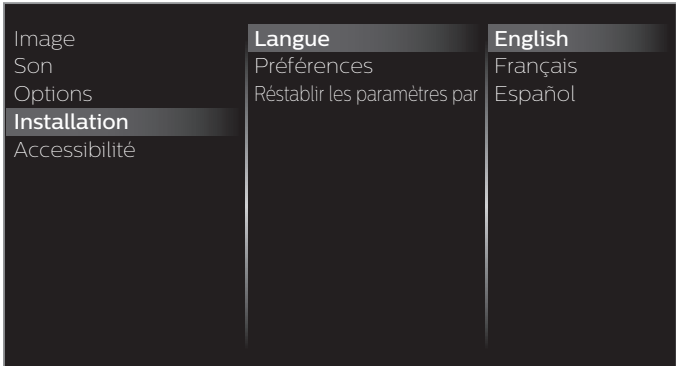 Image
Son
Options
Installation
Accessibilité
Langue
Préférences
Réstablir les paramètres par
English
Français
Español